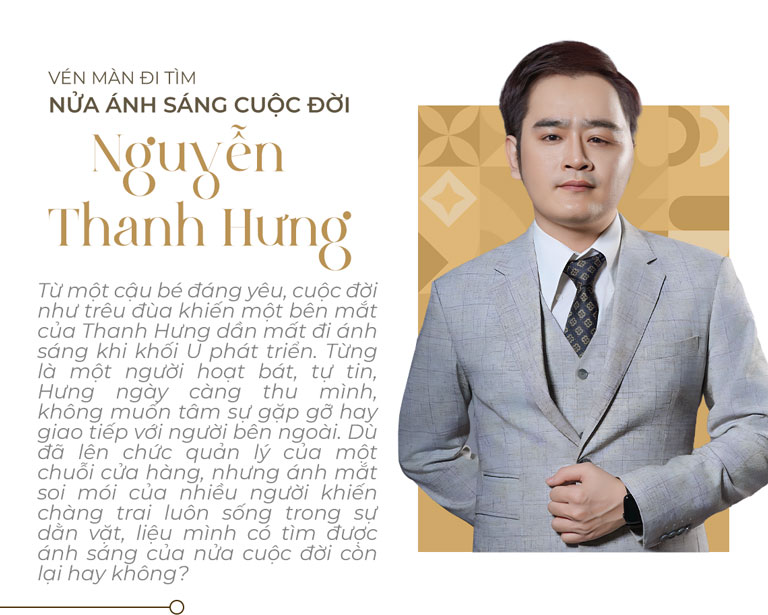 VÉN MÀN ĐI TÌM
NỬA ÁNH SÁNG CUỘC ĐỜI
Nguyễn
Thanh Hưng
Từ một cậu bé đáng yêu, cuộc đời
như trêu đùa khiến một bên mắt
của Thanh Hưng dần mất đi ánh
sáng khi khối U phát triển. Từng
là một người hoạt bát, tự tin,
Hưng ngày càng thu mình,
không muốn tâm sự gặp gỡ hay
giao tiếp với người bên ngoài. Dù
đã lên chức quản lý của một
chuỗi cửa hàng, nhưng ánh mắt
soi mói của nhiều người khiến
chàng trai luôn sống trong sự
dằn vặt, liệu mình có tìm được
ánh sáng của nửa cuộc đời còn
lại hay không?